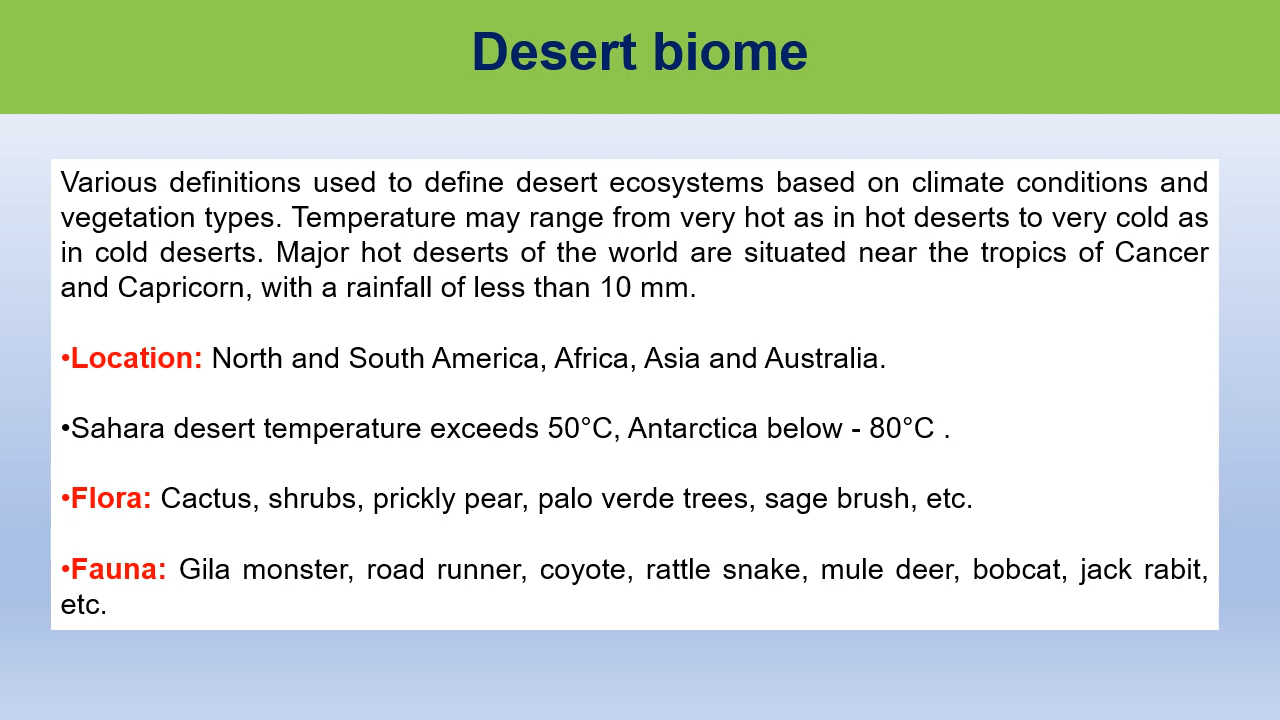 Desert biome
Various definitions used to define desert ecosystems based on climate conditions and
vegetation types. Temperature may range from very hot as in hot deserts to very cold as
in cold deserts. Major hot deserts of the world are situated near the tropics of Cancer
and Capricorn, with a rainfall of less than 10 mm.
•Location: North and South America, Africa, Asia and Australia.
•Sahara desert temperature exceeds 50°C, Antarctica below - 80°C .
•Flora: Cactus, shrubs, prickly pear, palo verde trees, sage brush, etc.
•Fauna: Gila monster, road runner, coyote, rattle snake, mule deer, bobcat, jack rabit,
etc.